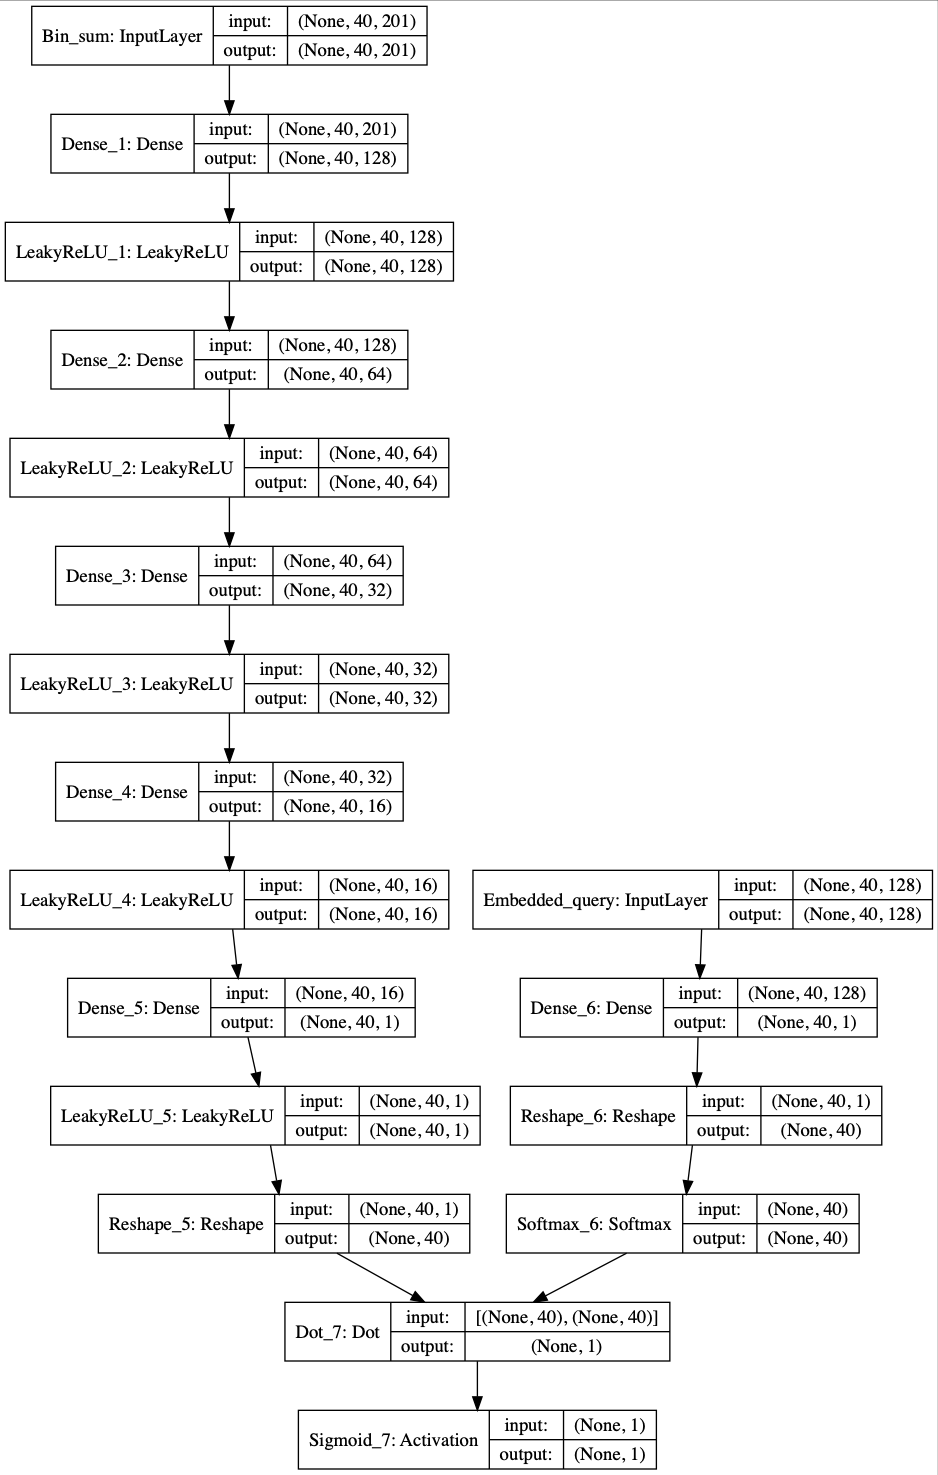 Bin_sum: InputLayer
input: (None, 40, 201)
output: (None, 40, 201)
Dense_1: Dense
input: (None, 40, 201)
output: (None, 40, 128)
LeakyReLU_1: LeakyReLU
input: (None, 40, 128)
output: (None, 40, 128)
Dense_2: Dense
input: (None, 40, 128)
output: (None, 40, 64)
LeakyReLU_2: LeakyReLU
input: (None, 40, 64)
output: (None, 40, 64)
Dense_3: Dense
input: (None, 40, 64)
output: (None, 40, 32)
LeakyReLU_3: LeakyReLU
input: (None, 40, 32)
output: (None, 40, 32)
Dense_4: Dense
input: (None, 40, 32)
output: (None, 40, 16)
LeakyReLU_4: LeakyReLU
input: (None, 40, 16)
output: (None, 40, 16)
Embedded_query: InputLayer
input: (None, 40, 128)
output: (None, 40, 128)
Dense_5: Dense
input: (None, 40, 16)
output: (None, 40, 1)
Dense_6: Dense
input: (None, 40, 128)
output: (None, 40, 1)
LeakyReLU_5: LeakyReLU
input: (None, 40, 1)
output: (None, 40, 1)
Reshape_6: Reshape
input: (None, 40, 1)
output: (None, 40)
Reshape_5: Reshape
input: (None, 40, 1)
output: (None, 40)
Softmax_6: Softmax
input: (None, 40)
output: (None, 40)
Dot_7: Dot
input: [(None, 40), (None, 40)]
output: (None, 1)
Sigmoid_7: Activation
input: (None, 1)
output: (None, 1)